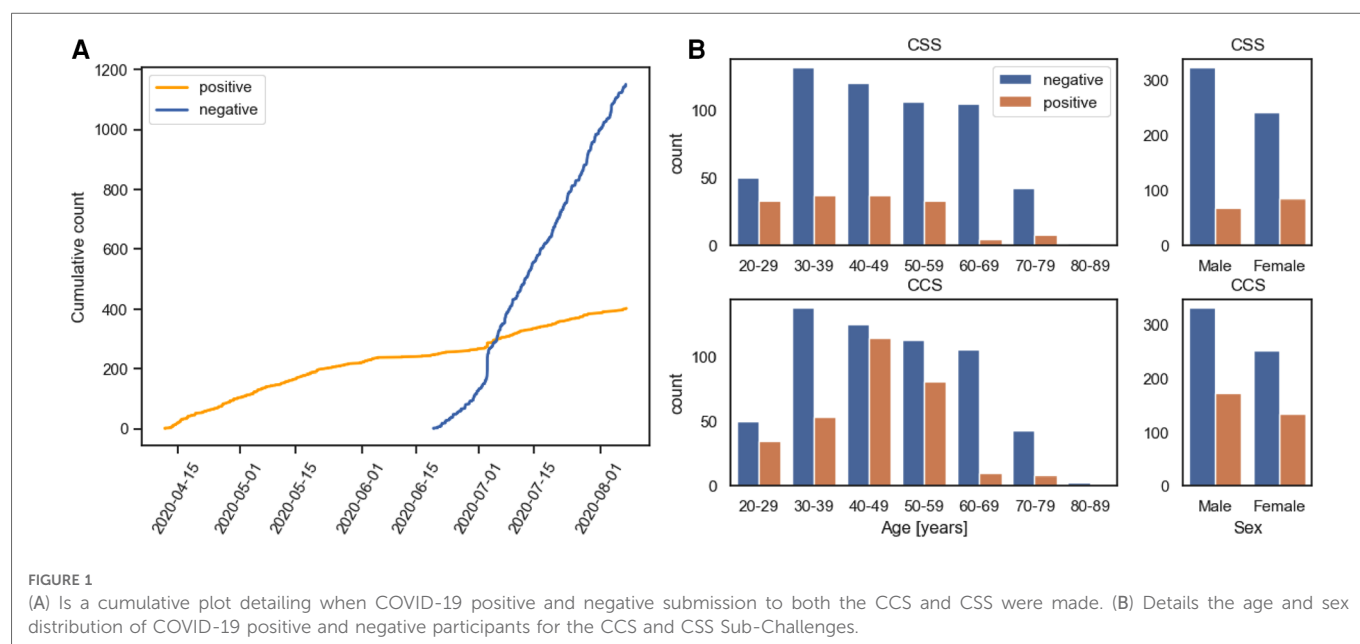 A
1200
1000
800
600
400
200
0
Cumulative count
positive
negative
2020-04-15
2020-05-01
2020-05-15
2020-06-01
2020-06-15
2020-07-01
2020-07-15
2020-08-01
B
CSS
100
50
0
count
negative
positive
20-29 30-39 40-49 50-59 60-69 70-79 80-89
CSS
300
200
100
0
Male Female
CCS
100
50
0
count
20-29 30-39 40-49 50-59 60-69 70-79 80-89
Age [years]
CCS
300
200
100
0
Male Female
Sex
FIGURE 1
(A) Is a cumulative plot detailing when COVID-19 positive and negative submission to both the CCS and CSS were made. (B) Details the age and sex
distribution of COVID-19 positive and negative participants for the CCS and CSS Sub-Challenges.